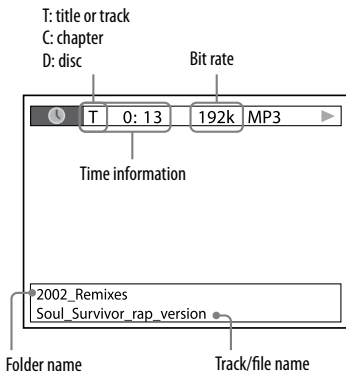 T: title or track
C: chapter
D: disc
Bit rate
T 0: 13 192k MP3
Time information
2002_Remixes
Soul_Survivor_rap_version
Folder name
Track/file name